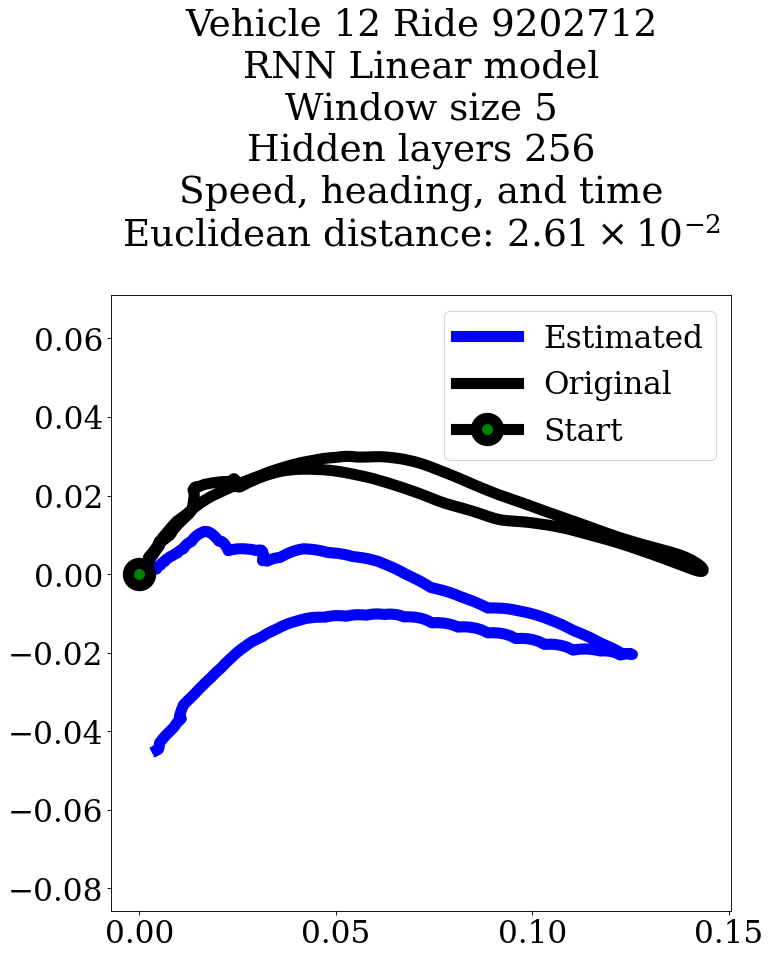 Vehicle 12 Ride 9202712
RNN Linear model
Window size 5
Hidden layers 256
Speed, heading, and time
Euclidean distance: 2.61 × 10⁻²
Estimated
Original
Start
0.06
0.04
0.02
0.00
−0.02
−0.04
−0.06
−0.08
0.00 0.05 0.10 0.15